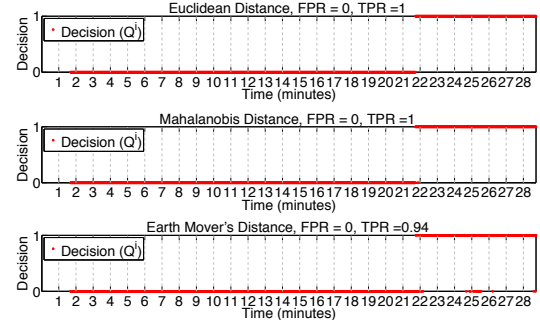 Euclidean Distance, FPR = 0, TPR =1
1
Decision (Qⁱ)
Decision
0
1 2 3 4 5 6 7 8 9 10 11 12 13 14 15 16 17 18 19 20 21 22 23 24 25 26 27 28
Time (minutes)
Mahalanobis Distance, FPR = 0, TPR =1
1
Decision (Qⁱ)
Decision
0
1 2 3 4 5 6 7 8 9 10 11 12 13 14 15 16 17 18 19 20 21 22 23 24 25 26 27 28
Time (minutes)
Earth Mover's Distance, FPR = 0, TPR =0.94
1
Decision (Qⁱ)
Decision
0
1 2 3 4 5 6 7 8 9 10 11 12 13 14 15 16 17 18 19 20 21 22 23 24 25 26 27 28
Time (minutes)